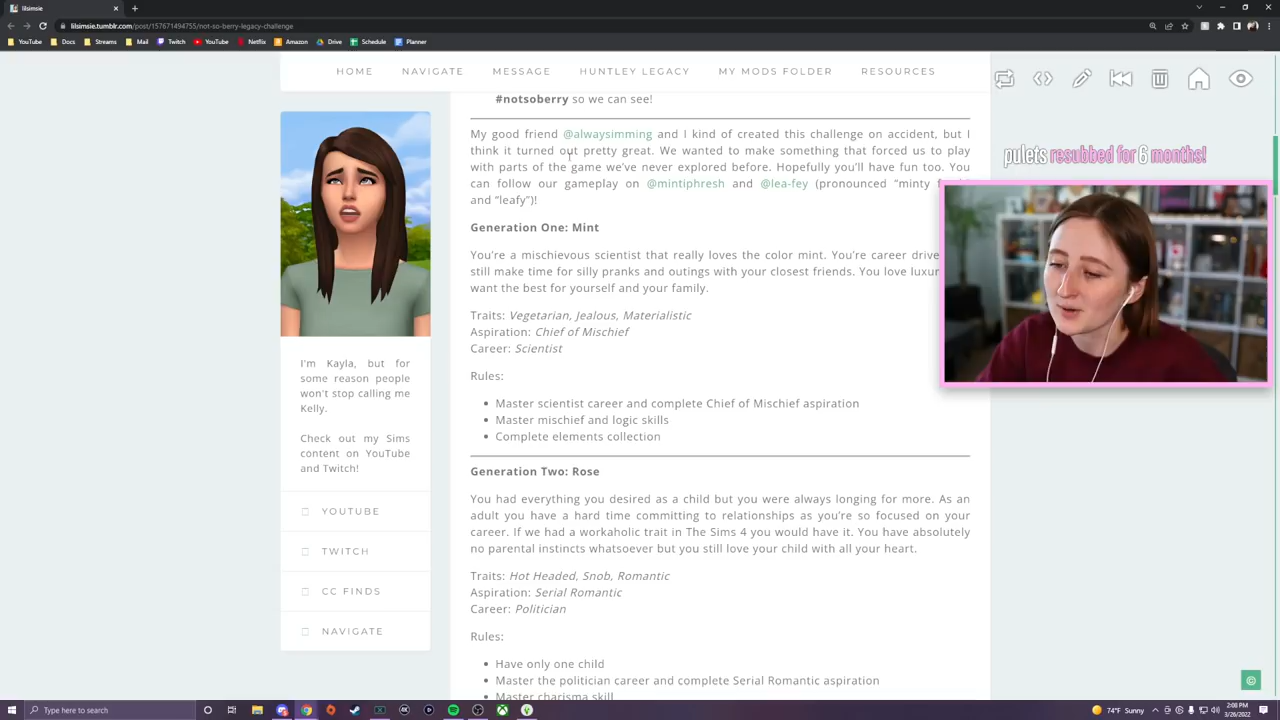 lilsimsie
lilsimsie.tumblr.com/post/157671494755/not-so-berry-legacy-challenge
YouTube Docs Streams Mail Twitch YouTube Netflix Amazon Drive Schedule Planner
HOME NAVIGATE MESSAGE HUNTLEY LEGACY MY MODS FOLDER RESOURCES
#notsoberry so we can see!
My good friend @alwaysimming and I kind of created this challenge on accident, but I
think it turned out pretty great. We wanted to make something that forced us to play
with parts of the game we've never explored before. Hopefully you'll have fun too. You
can follow our gameplay on @mintiphresh and @lea-fey (pronounced “minty
and “leafy”)!
Generation One: Mint
You're a mischievous scientist that really loves the color mint. You're career drive
still make time for silly pranks and outings with your closest friends. You love luxur
want the best for yourself and your family.
Traits: Vegetarian, Jealous, Materialistic
Aspiration: Chief of Mischief
Career: Scientist
Rules:
• Master scientist career and complete Chief of Mischief aspiration
• Master mischief and logic skills
• Complete elements collection
Generation Two: Rose
You had everything you desired as a child but you were always longing for more. As an
adult you have a hard time committing to relationships as you're so focused on your
career. If we had a workaholic trait in The Sims 4 you would have it. You have absolutely
no parental instincts whatsoever but you still love your child with all your heart.
Traits: Hot Headed, Snob, Romantic
Aspiration: Serial Romantic
Career: Politician
Rules:
• Have only one child
• Master the politician career and complete Serial Romantic aspiration
• Master charisma skill
I'm Kayla, but for
some reason people
won't stop calling me
Kelly.
Check out my Sims
content on YouTube
and Twitch!
YOUTUBE
TWITCH
CC FINDS
NAVIGATE
pulets resubbed for 6 months!
©
Type here to search
74°F Sunny
2:08 PM
3/26/2022